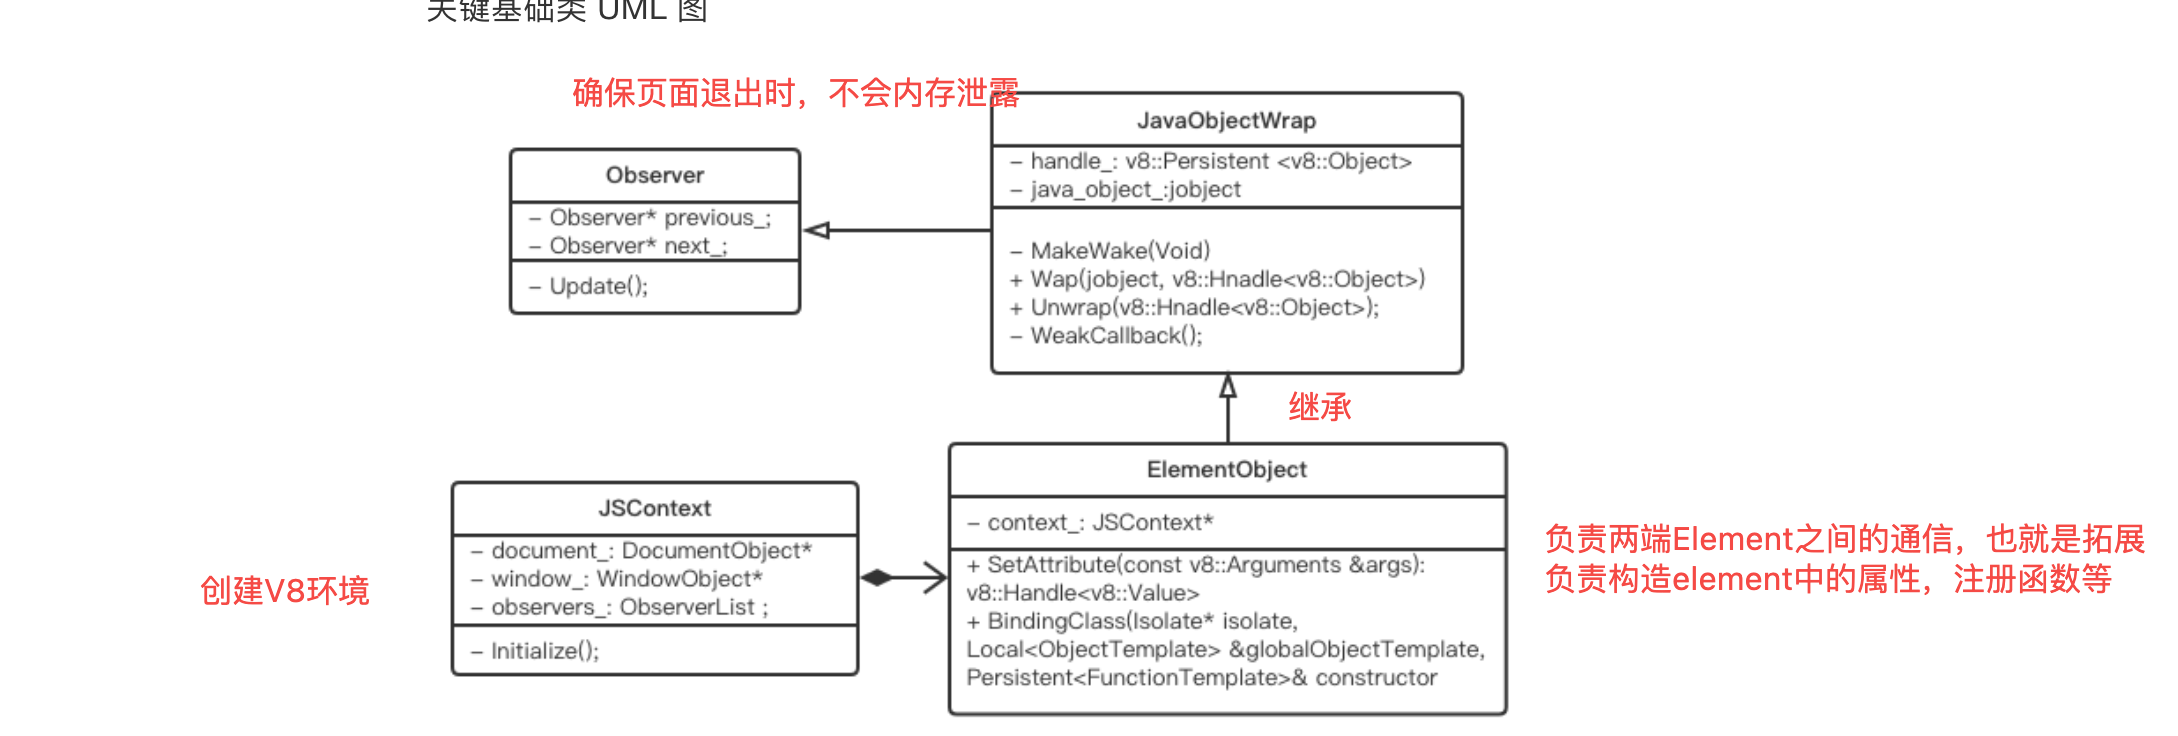 关键基础类 UML 图
确保页面退出时，不会内存泄露
JavaObjectWrap
– handle_: v8::Persistent <v8::Object>
– java_object_:jobject
– MakeWake(Void)
+ Wap(jobject, v8::Hnadle<v8::Object>)
+ Unwrap(v8::Hnadle<v8::Object>);
– WeakCallback();
Observer
– Observer* previous_;
– Observer* next_;
– Update();
继承
ElementObject
– context_: JSContext*
+ SetAttribute(const v8::Arguments &args):
v8::Handle<v8::Value>
+ BindingClass(Isolate* isolate,
Local<ObjectTemplate> &globalObjectTemplate,
Persistent<FunctionTemplate>& constructor
JSContext
– document_: DocumentObject*
– window_: WindowObject*
– observers_: ObserverList ;
– Initialize();
创建V8环境
负责两端Element之间的通信，也就是拓展
负责构造element中的属性，注册函数等